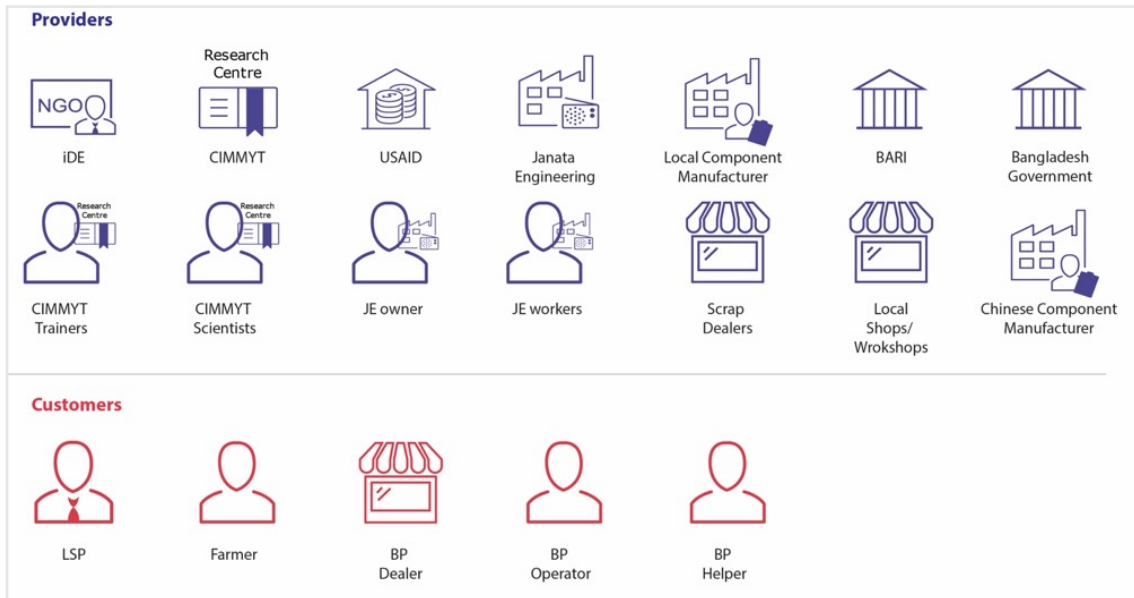 Providers
NGO
iDE
Research
Centre
CIMMYT
USAID
Janata
Engineering
Local Component
Manufacturer
BARI
Bangladesh
Government
Research
Centre
CIMMYT
Trainers
Research
Centre
CIMMYT
Scientists
JE owner
JE workers
Scrap
Dealers
Local
Shops/
Wrokshops
Chinese Component
Manufacturer
Customers
LSP
Farmer
BP
Dealer
BP
Operator
BP
Helper